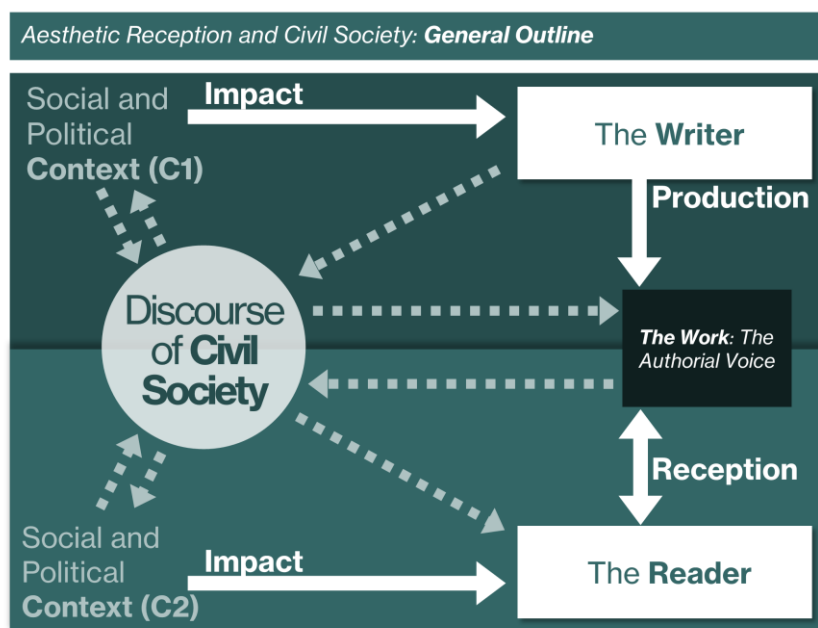 Aesthetic Reception and Civil Society: General Outline
Social and
Political
Context (C1)
Impact
The Writer
Production
Discourse
of Civil
Society
The Work: The
Authorial Voice
Reception
Social and
Political
Context (C2)
Impact
The Reader